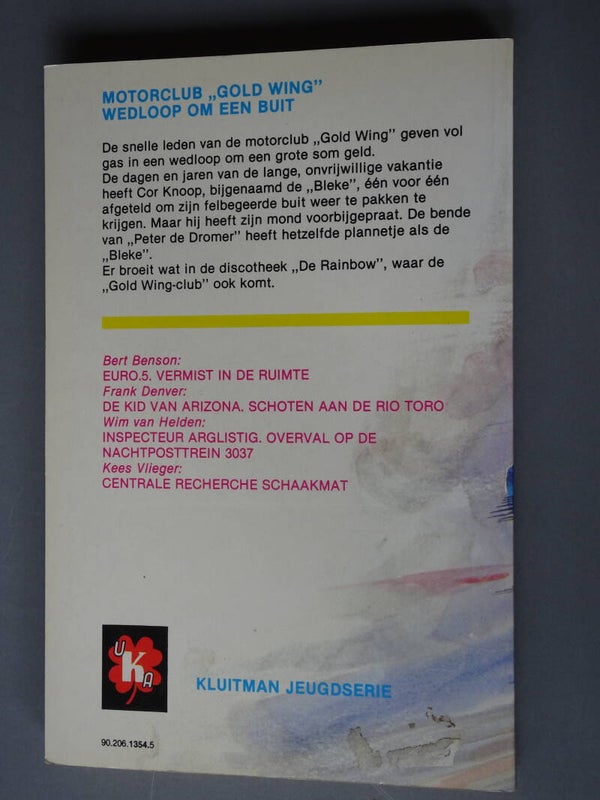 MOTORCLUB „GOLD WING”
WEDLOOP OM EEN BUIT
De snelle leden van de motorclub „Gold Wing” geven vol
gas in een wedloop om een grote som geld.
De dagen en jaren van de lange, onvrijwillige vakantie
heeft Cor Knoop, bijgenaamd de „Bleke”, één voor één
afgeteld om zijn felbegeerde buit weer te pakken te
krijgen. Maar hij heeft zijn mond voorbijgepraat. De bende
van „Peter de Dromer” heeft hetzelfde plannetje als de
„Bleke”.
Er broeit wat in de discotheek „De Rainbow”, waar de
„Gold Wing-club” ook komt.
Bert Benson:
EURO.5. VERMIST IN DE RUIMTE
Frank Denver:
DE KID VAN ARIZONA. SCHOTEN AAN DE RIO TORO
Wim van Helden:
INSPECTEUR ARGLISTIG. OVERVAL OP DE
NACHTPOSTTREIN 3037
Kees Vlieger:
CENTRALE RECHERCHE SCHAAKMAT
UKA
KLUITMAN JEUGDSERIE
90.206.1354.5